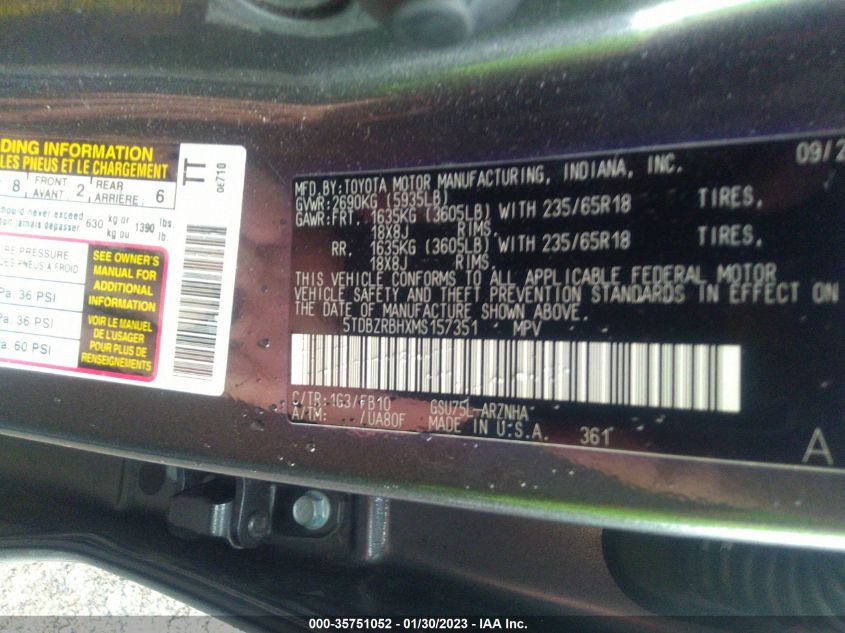 DING INFORMATION
LES PNEUS ET LE CHARGEMENT
8 FRONT AVANT: 2 REAR ARRIÈRE: 6
should never exceed 630 kg or 1390 lbs.
jamais dépasser kg ou lb.
TIRE PRESSURE
DES PNEUS À FROID
Pa. 36 PSI
Pa. 36 PSI
Pa. 60 PSI
SEE OWNER'S
MANUAL FOR
ADDITIONAL
INFORMATION
VOIR LE MANUEL
DE L'USAGER
POUR PLUS DE
RENSEIGNEMENTS
TT
0E710
09/2
MFD.BY:TOYOTA MOTOR MANUFACTURING, INDIANA, INC.
GVWR:2690KG (5935LB)
GAWR:FRT. 1635KG (3605LB) WITH 235/65R18 TIRES,
18X8J RIMS.
RR. 1635KG (3605LB) WITH 235/65R18 TIRES,
18X8J RIMS.
THIS VEHICLE CONFORMS TO ALL APPLICABLE FEDERAL MOTOR
VEHICLE SAFETY AND THEFT PREVENTION STANDARDS IN EFFECT ON
THE DATE OF MANUFACTURE SHOWN ABOVE.
5TDBZRBHXMS157351 MPV
C/TR:1G3/FB10 GSU75L-ARZNHA
A/TM: /UA80F MADE IN U.S.A. 361
A
000-35751052 - 01/30/2023 - IAA Inc.